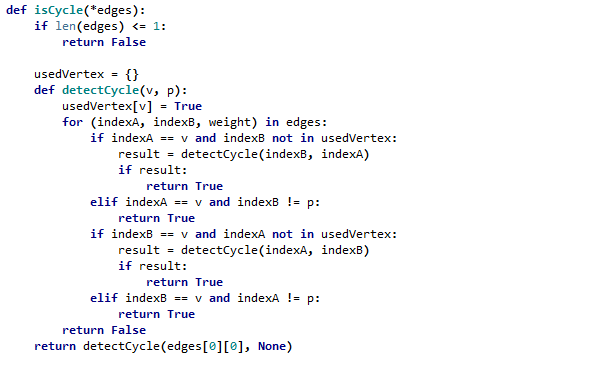 def isCycle(*edges):
    if len(edges) <= 1:
        return False

    usedVertex = {}
    def detectCycle(v, p):
        usedVertex[v] = True
        for (indexA, indexB, weight) in edges:
            if indexA == v and indexB not in usedVertex:
                result = detectCycle(indexB, indexA)
                if result:
                    return True
            elif indexA == v and indexB != p:
                return True
            if indexB == v and indexA not in usedVertex:
                result = detectCycle(indexA, indexB)
                if result:
                    return True
            elif indexB == v and indexA != p:
                return True
        return False
    return detectCycle(edges[0][0], None)